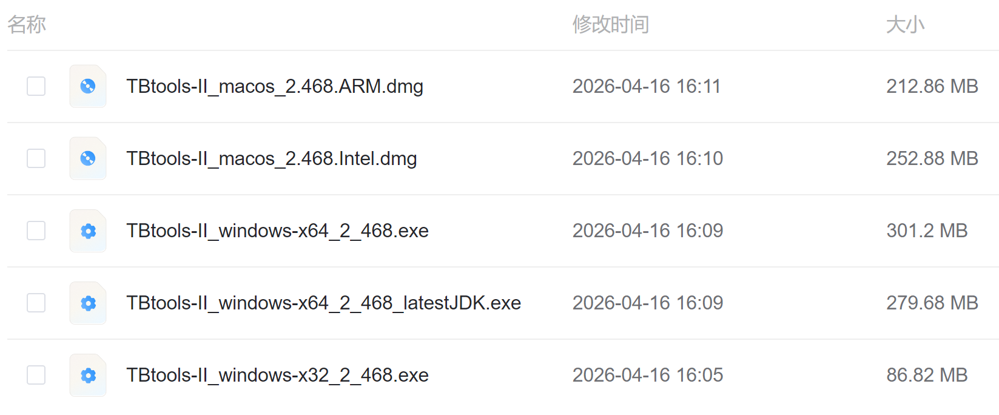 名称 修改时间 大小
TBtools-II_macos_2.468.ARM.dmg 2026-04-16 16:11 212.86 MB
TBtools-II_macos_2.468.Intel.dmg 2026-04-16 16:10 252.88 MB
TBtools-II_windows-x64_2_468.exe 2026-04-16 16:09 301.2 MB
TBtools-II_windows-x64_2_468_latestJDK.exe 2026-04-16 16:09 279.68 MB
TBtools-II_windows-x32_2_468.exe 2026-04-16 16:05 86.82 MB